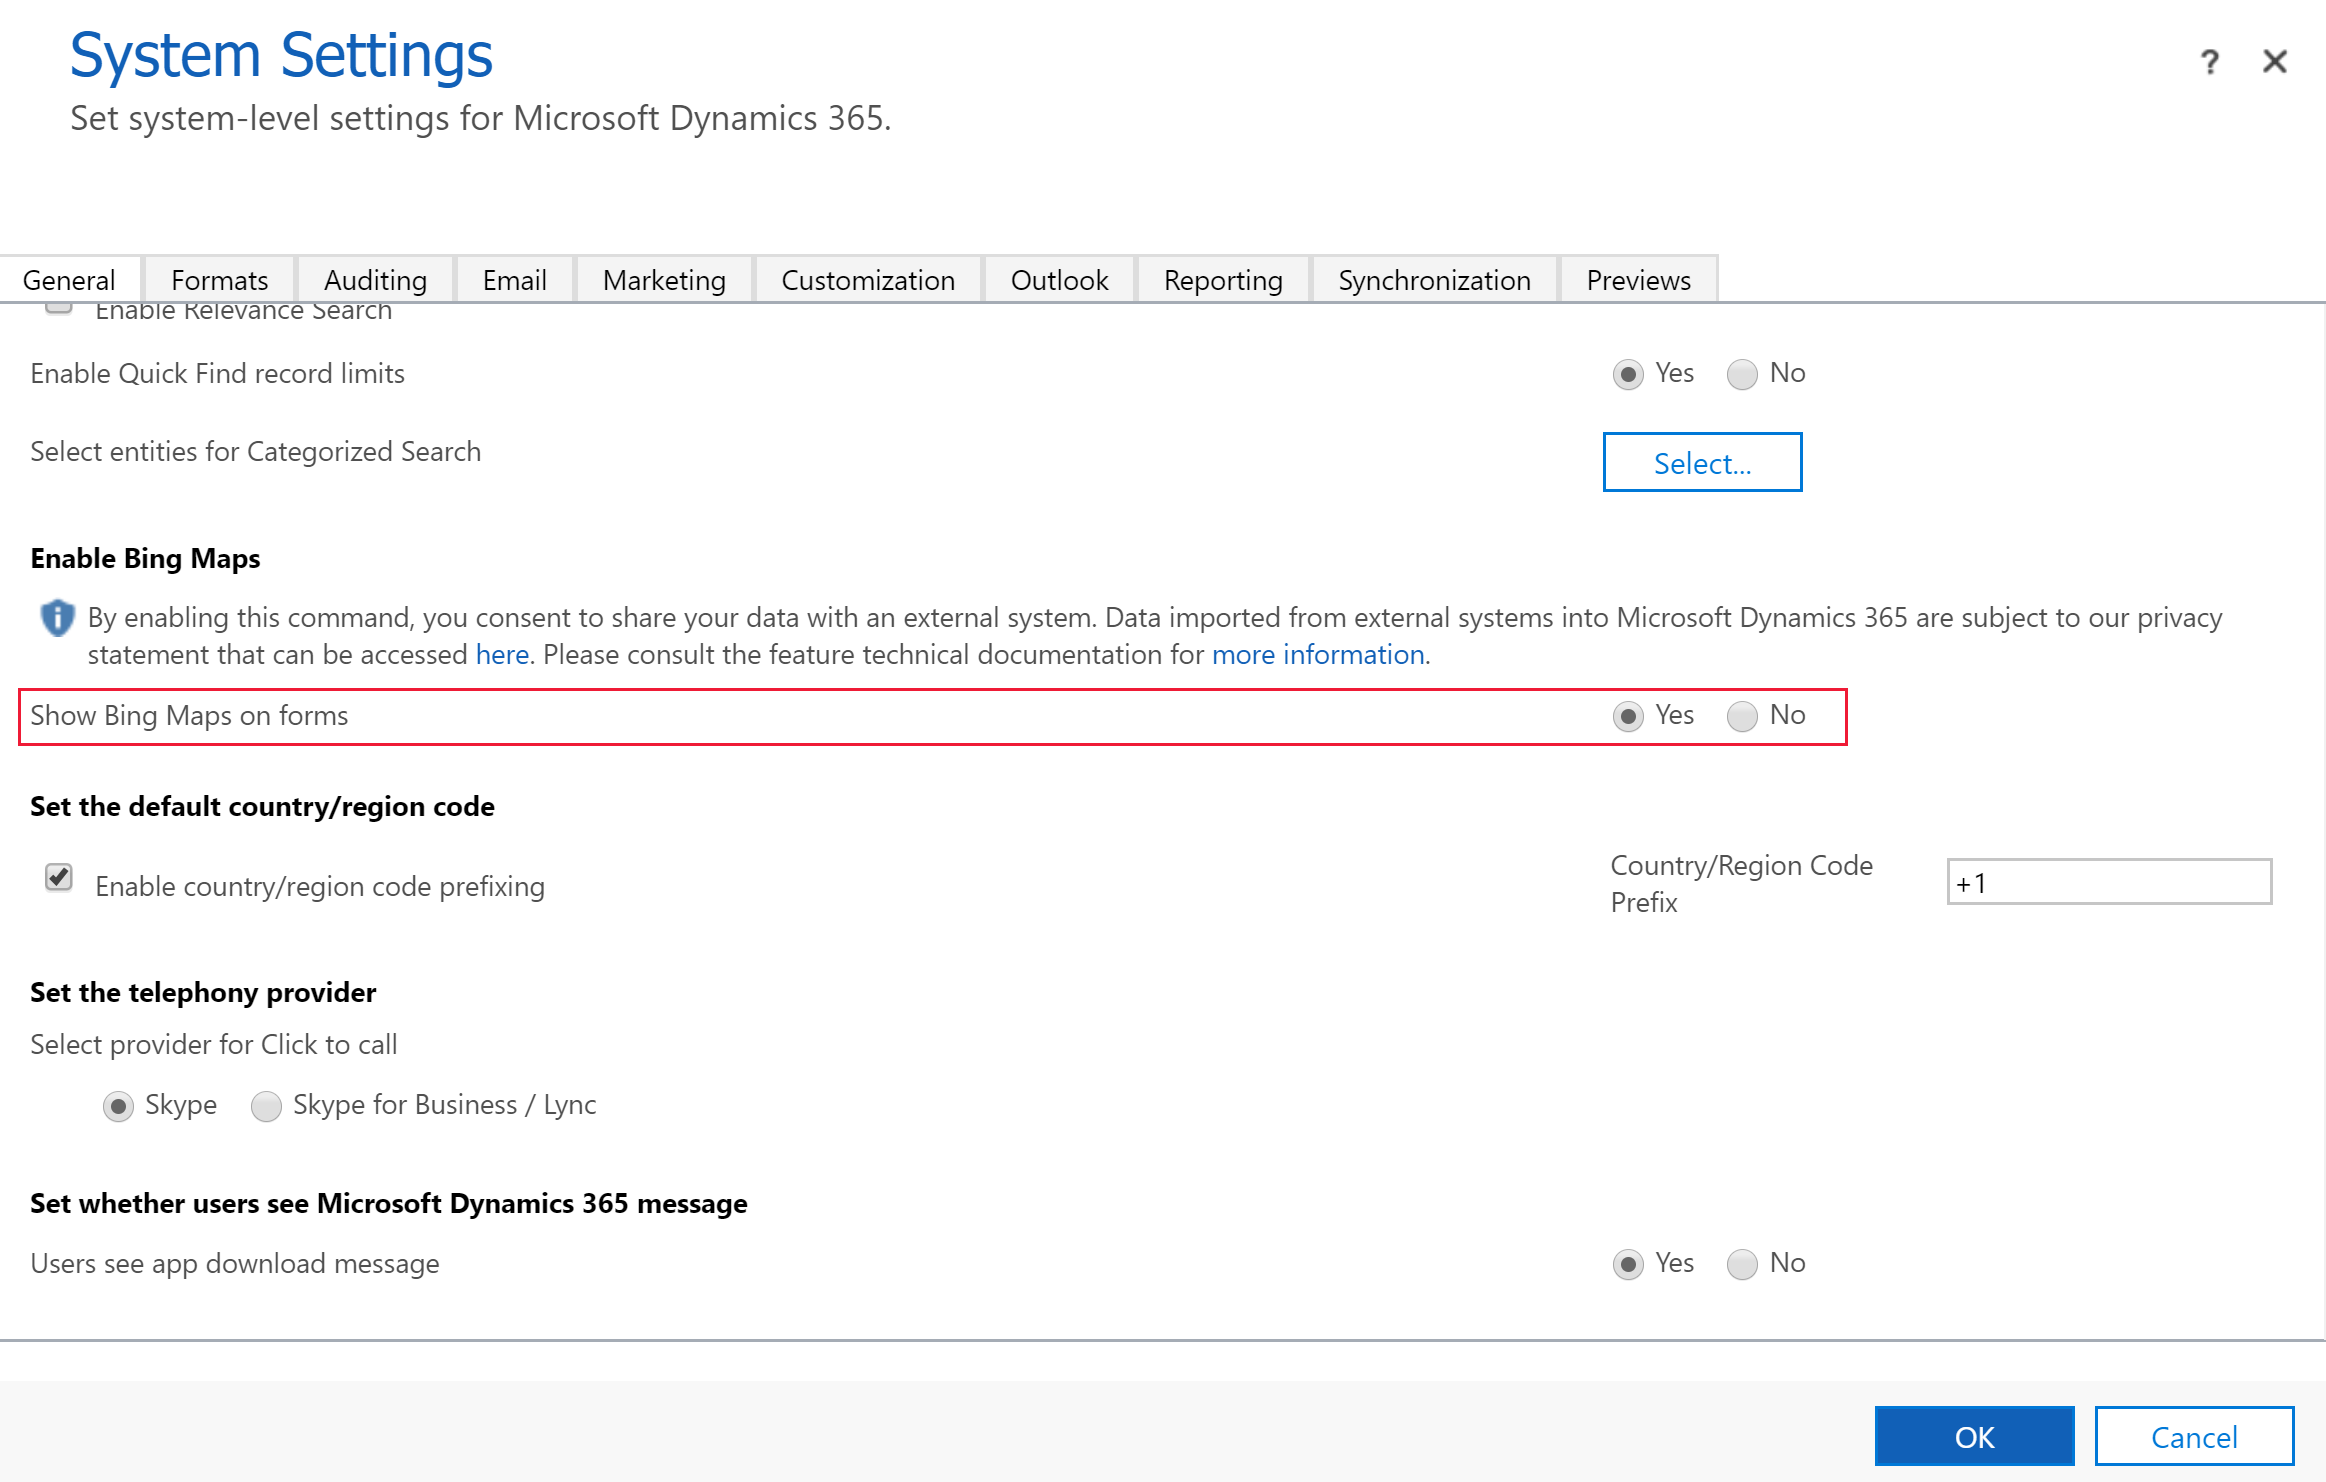 System Settings
? ✕
Set system-level settings for Microsoft Dynamics 365.
General Formats Auditing Email Marketing Customization Outlook Reporting Synchronization Previews
Enable Relevance Search
Enable Quick Find record limits Yes No
Select entities for Categorized Search Select...
Enable Bing Maps
By enabling this command, you consent to share your data with an external system. Data imported from external systems into Microsoft Dynamics 365 are subject to our privacy
statement that can be accessed here. Please consult the feature technical documentation for more information.
Show Bing Maps on forms Yes No
Set the default country/region code
Enable country/region code prefixing
Country/Region Code
Prefix
+1
Set the telephony provider
Select provider for Click to call
Skype Skype for Business / Lync
Set whether users see Microsoft Dynamics 365 message
Users see app download message Yes No
OK Cancel